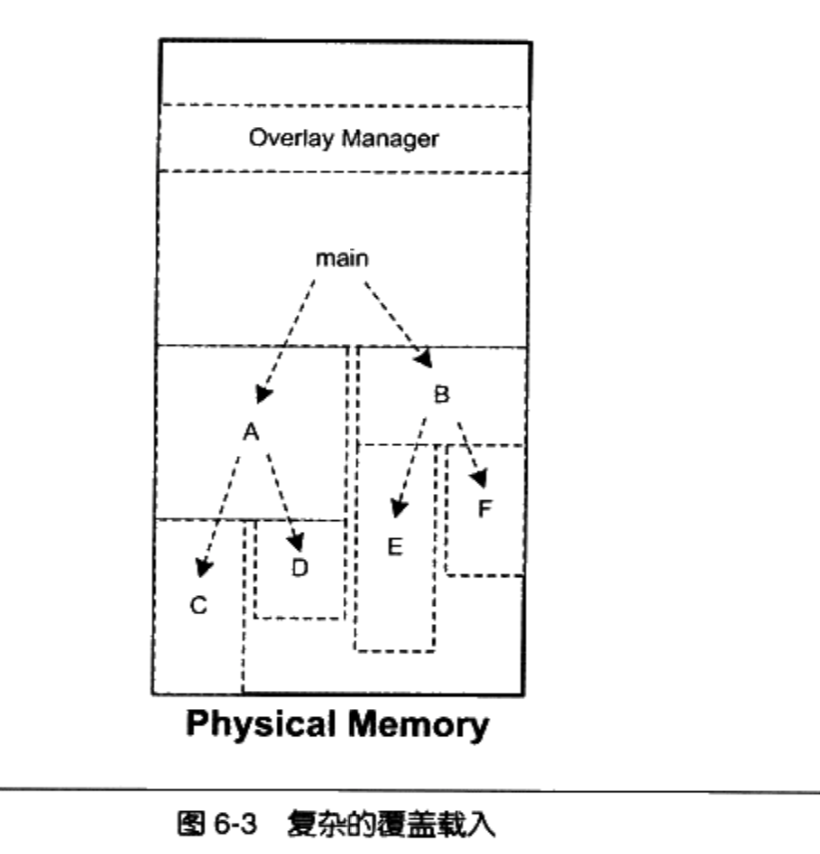 Overlay Manager
main
B
A
F
E
D
C
Physical Memory
图 6-3 复杂的覆盖载入